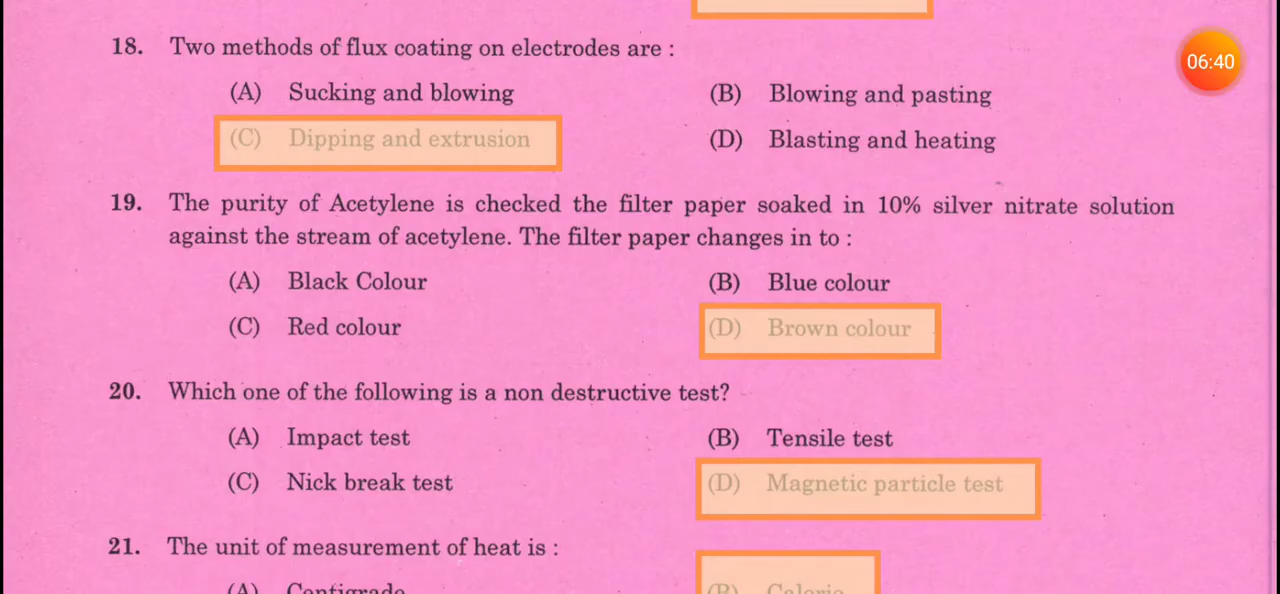 18. Two methods of flux coating on electrodes are :
(A) Sucking and blowing (B) Blowing and pasting
(C) Dipping and extrusion (D) Blasting and heating
19. The purity of Acetylene is checked the filter paper soaked in 10% silver nitrate solution
against the stream of acetylene. The filter paper changes in to :
(A) Black Colour (B) Blue colour
(C) Red colour (D) Brown colour
20. Which one of the following is a non destructive test?
(A) Impact test (B) Tensile test
(C) Nick break test (D) Magnetic particle test
21. The unit of measurement of heat is :
(A) Centigrade (B) Calorie
06:40